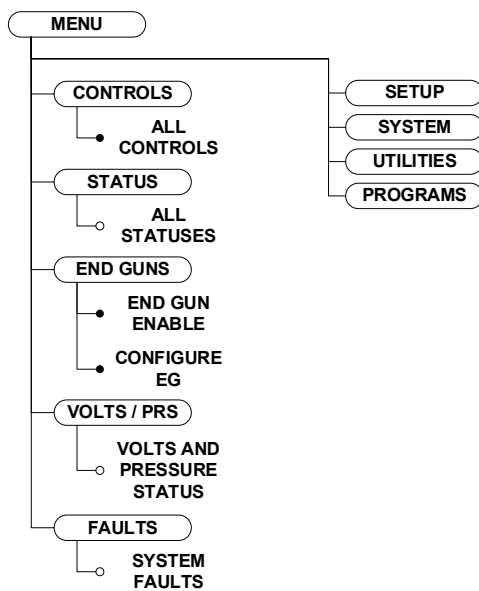 MENU
CONTROLS
ALL
CONTROLS
STATUS
ALL
STATUSES
END GUNS
END GUN
ENABLE
CONFIGURE
EG
VOLTS / PRS
VOLTS AND
PRESSURE
STATUS
FAULTS
SYSTEM
FAULTS
SETUP
SYSTEM
UTILITIES
PROGRAMS